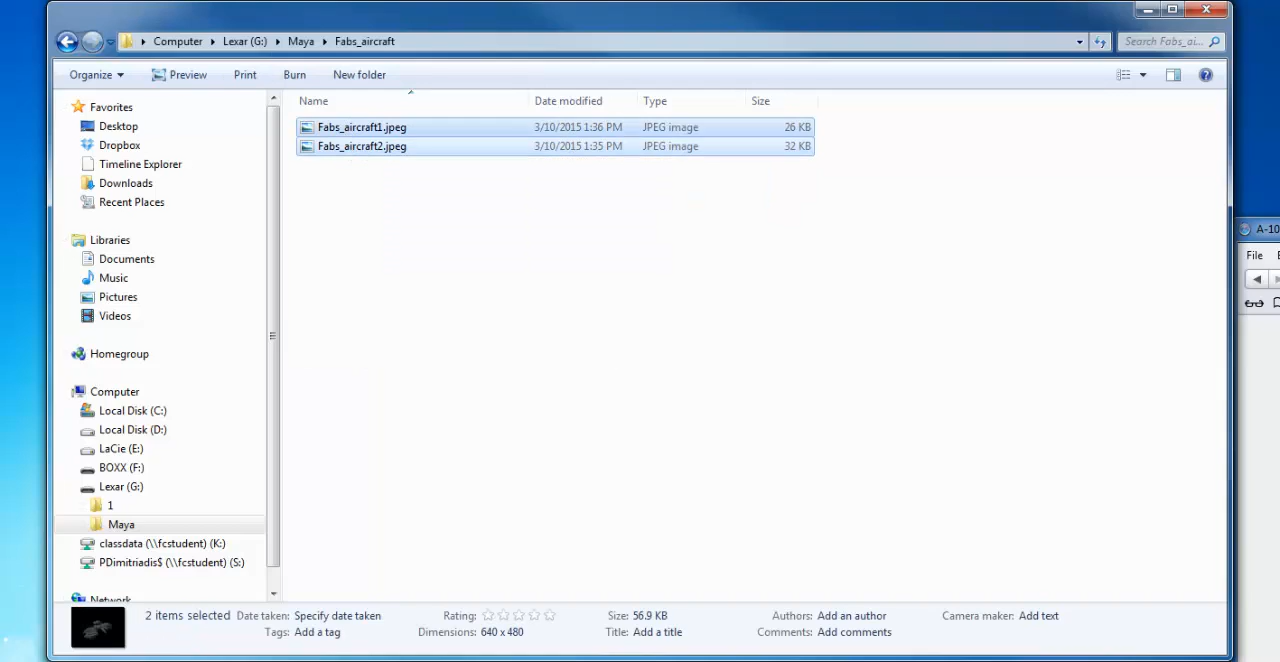 Computer Lexar (G:) Maya Fabs_aircraft
Search Fabs_ai...
Organize Preview Print Burn New folder
Favorites
Desktop
Dropbox
Timeline Explorer
Downloads
Recent Places
Libraries
Documents
Music
Pictures
Videos
Homegroup
Computer
Local Disk (C:)
Local Disk (D:)
LaCie (E:)
BOXX (F:)
Lexar (G:)
1
Maya
classdata (\\fcstudent) (K:)
PDimitriadis$ (\\fcstudent) (S:)
Network
Name Date modified Type Size
Fabs_aircraft1.jpeg 3/10/2015 1:36 PM JPEG image 26 KB
Fabs_aircraft2.jpeg 3/10/2015 1:35 PM JPEG image 32 KB
2 items selected Date taken: Specify date taken Rating: Size: 56.9 KB Authors: Add an author Camera maker: Add text
Tags: Add a tag Dimensions: 640 x 480 Title: Add a title Comments: Add comments
A-10
File